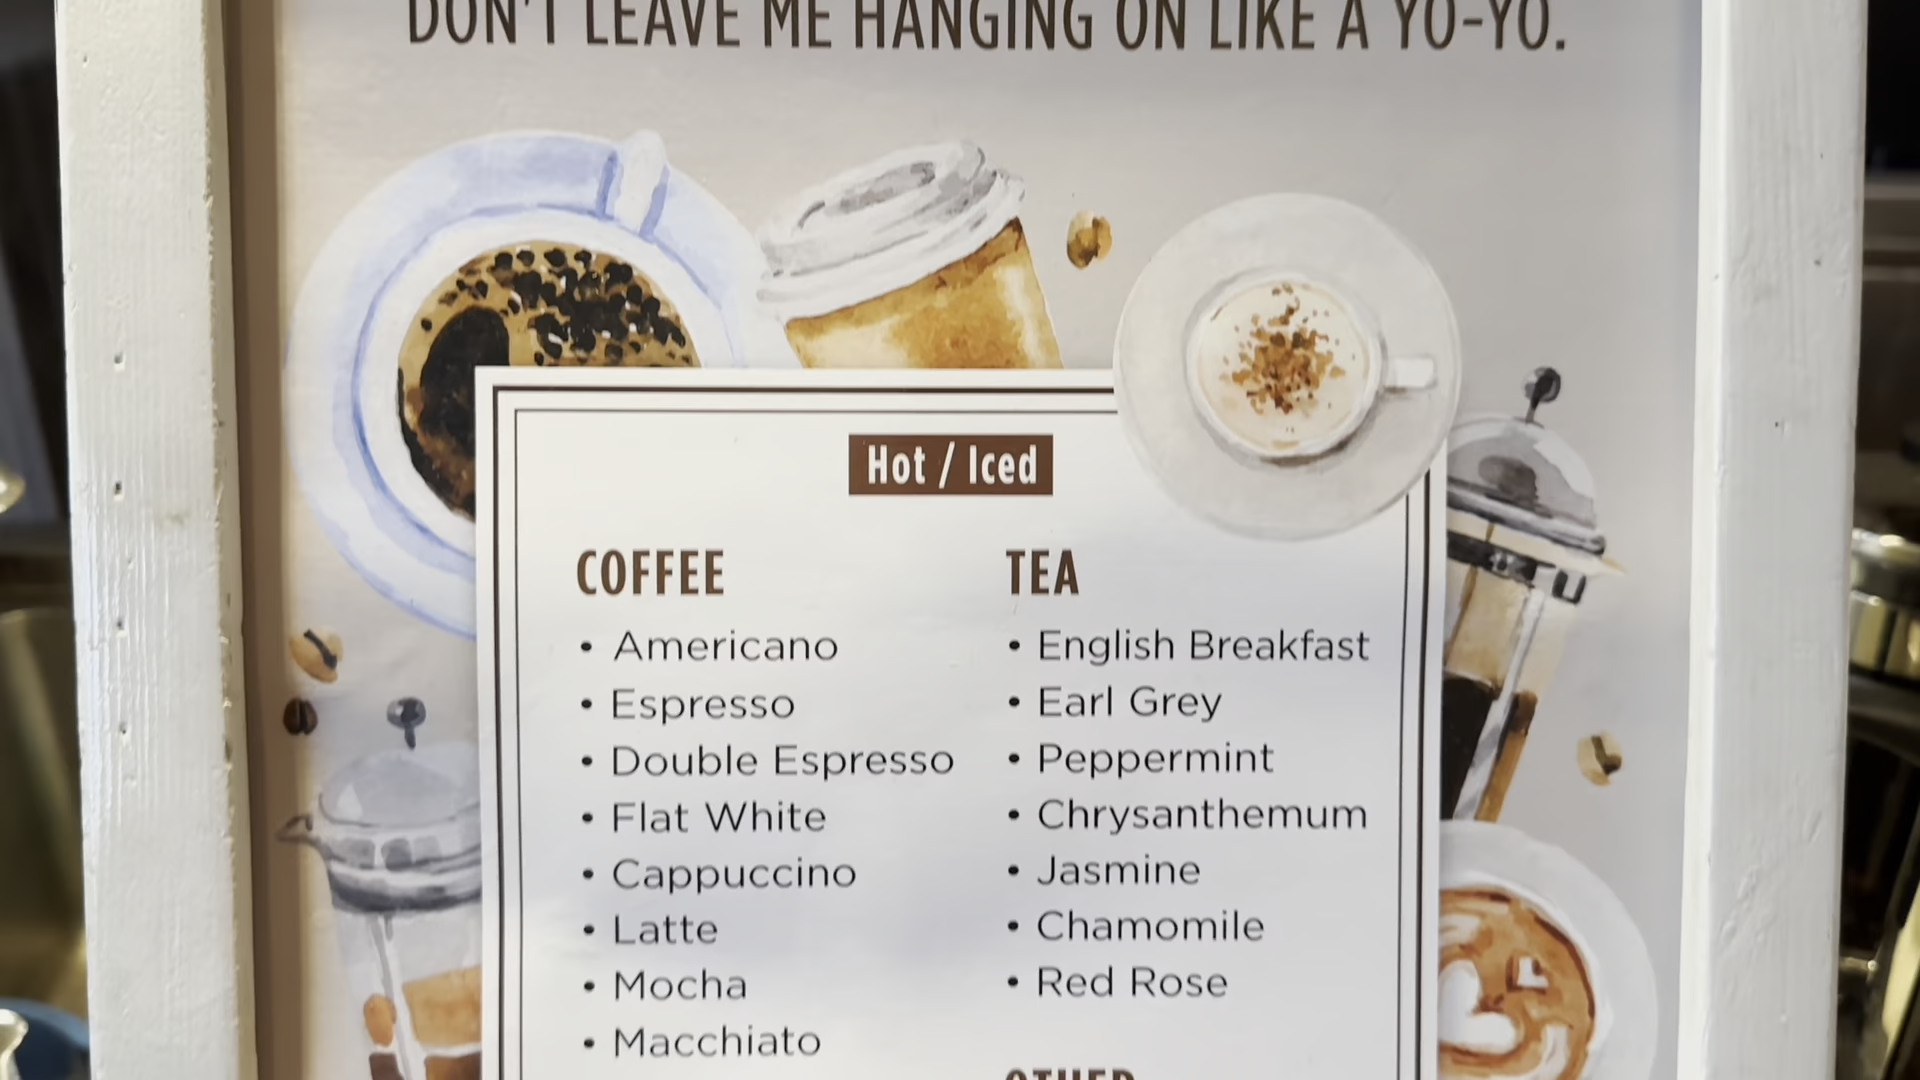 DON'T LEAVE ME HANGING ON LIKE A YO-YO.
Hot / Iced
COFFEE
• Americano
• Espresso
• Double Espresso
• Flat White
• Cappuccino
• Latte
• Mocha
• Macchiato
TEA
• English Breakfast
• Earl Grey
• Peppermint
• Chrysanthemum
• Jasmine
• Chamomile
• Red Rose
OTHER